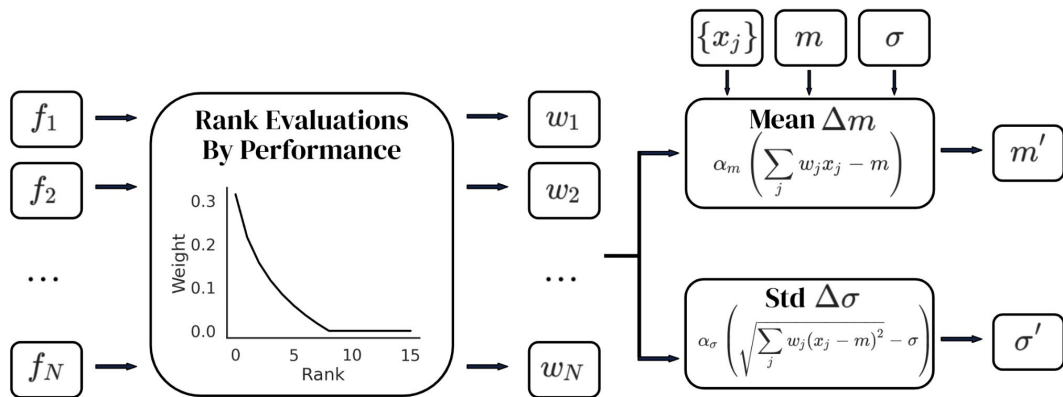 {x_j} m σ
f_1
f_2
...
f_N
Rank Evaluations
By Performance
Weight
0.3
0.2
0.1
0.0
0 5 10 15
Rank
w_1
w_2
...
w_N
Mean Δm
α_m (∑_j w_j x_j − m)
m′
Std Δσ
α_σ (√(∑_j w_j(x_j − m)²) − σ)
σ′